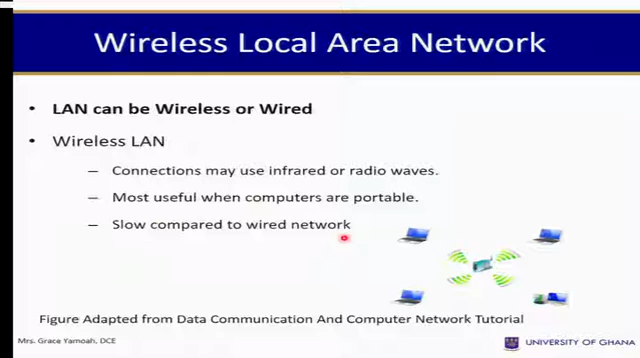 Wireless Local Area Network
• LAN can be Wireless or Wired
• Wireless LAN
– Connections may use infrared or radio waves.
– Most useful when computers are portable.
– Slow compared to wired network
Figure Adapted from Data Communication And Computer Network Tutorial
Mrs. Grace Yamoah, DCE
UNIVERSITY OF GHANA